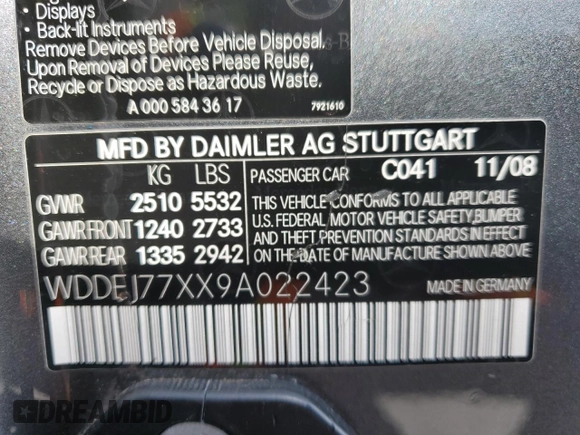 • Displays
• Back-lit Instruments
Remove Devices Before Vehicle Disposal.
Upon Removal of Devices Please Reuse,
Recycle or Dispose as Hazardous Waste.
A 000 584 36 17 7921610
MFD BY DAIMLER AG STUTTGART
KG LBS PASSENGER CAR C041 11/08
GVWR 2510 5532
GAWR FRONT 1240 2733
GAWR REAR 1335 2942
THIS VEHICLE CONFORMS TO ALL APPLICABLE
U.S. FEDERAL MOTOR VEHICLE SAFETY, BUMPER
AND THEFT PREVENTION STANDARDS IN EFFECT
ON THE DATE OF MANUFACTURE SHOWN ABOVE
WDDEJ77XX9A022423
DREAMBID